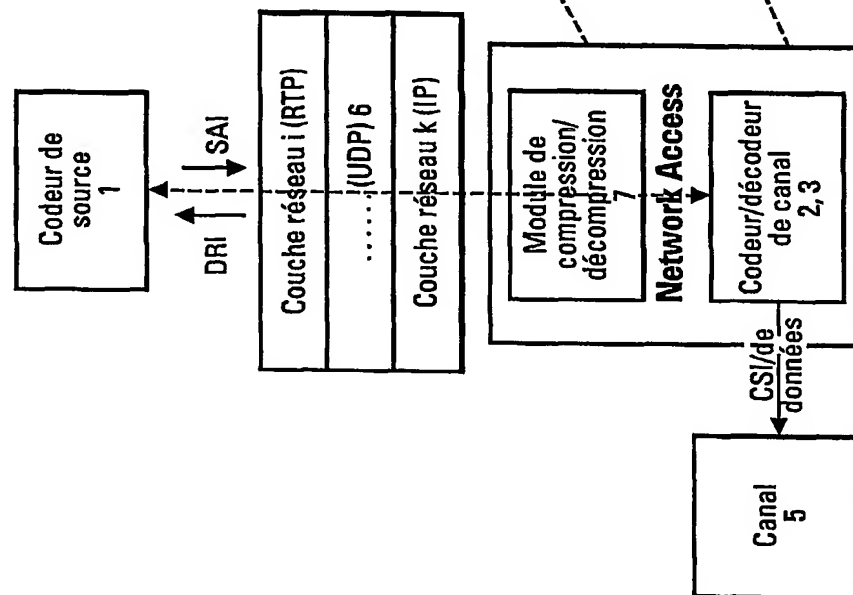 Codeur de
source
1
DRI
SAI
Couche réseau i (RTP)
......(UDP) 6
Couche réseau k (IP)
Module de
compression/
décompression
7
Network Access
Codeur/décodeur
de canal
2, 3
CSI/de
données
Canal
5